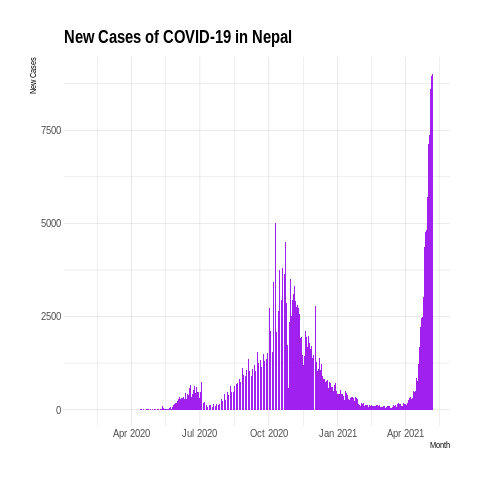 New Cases of COVID-19 in Nepal
New Cases
7500
5000
2500
0
Apr 2020 Jul 2020 Oct 2020 Jan 2021 Apr 2021
Month